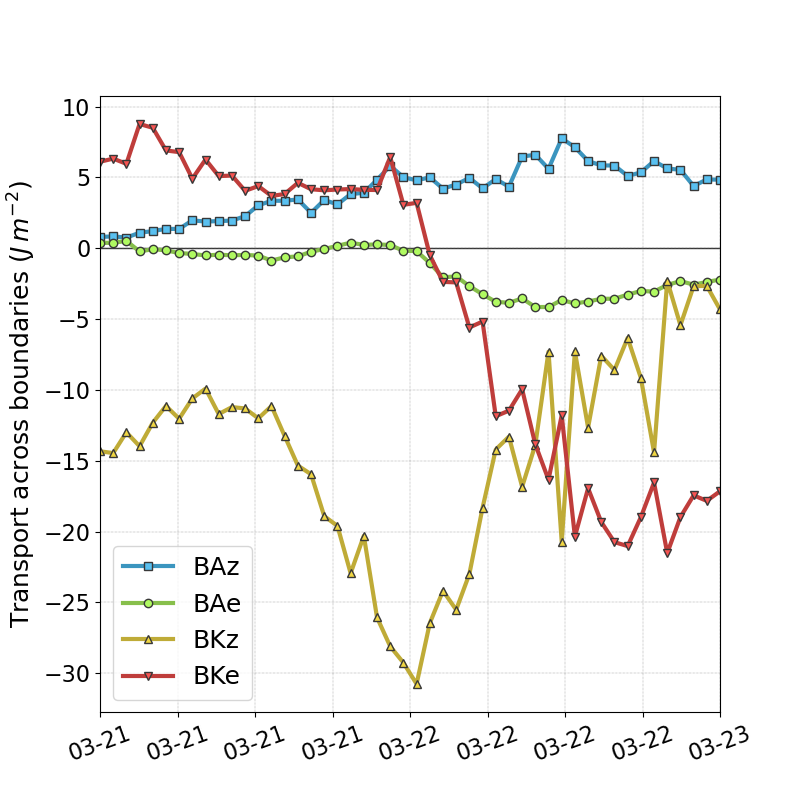 Transport across boundaries (J m⁻²)
10
5
0
−5
−10
−15
−20
−25
−30
BAz
BAe
BKz
BKe
03-21 03-21 03-21 03-21 03-22 03-22 03-22 03-22 03-23